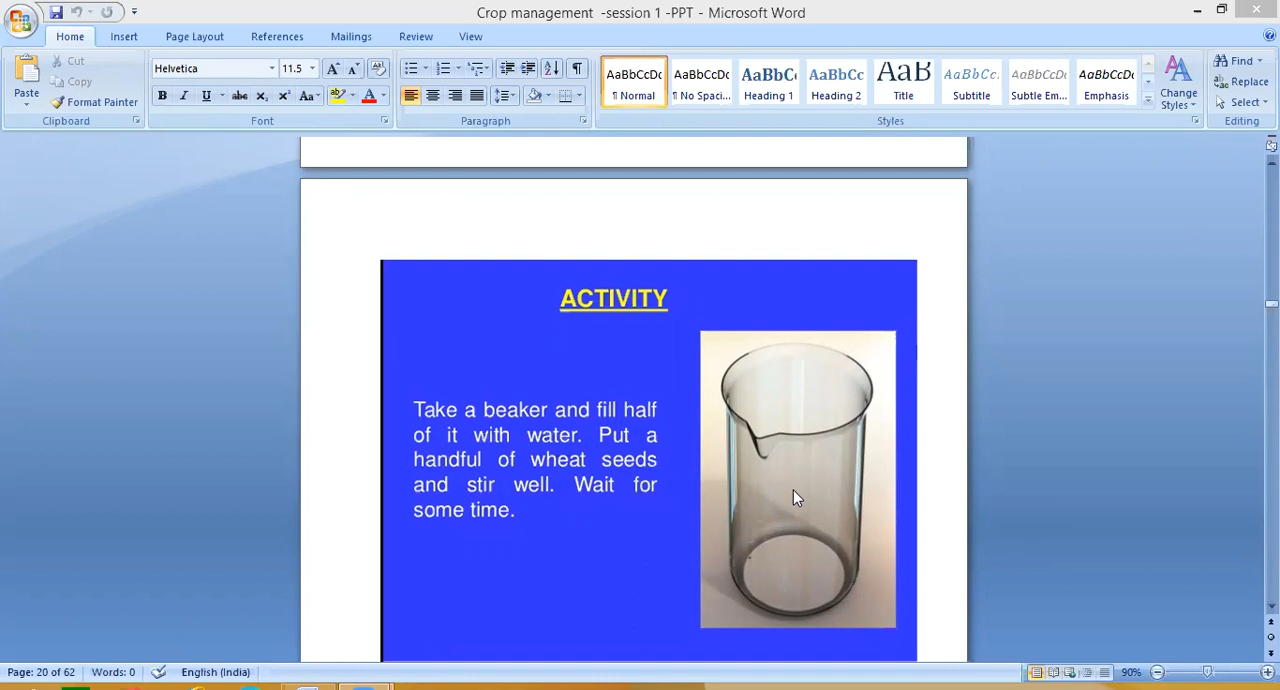 Crop management -session 1 -PPT - Microsoft Word
Home Insert Page Layout References Mailings Review View
Paste
Cut
Copy
Format Painter
Clipboard
Helvetica 11.5
Font
Paragraph
AaBbCcDc AaBbCcDc AaBbC AaBbCc AaB AaBbCc. AaBbCcDc AaBbCcDc
¶ Normal ¶ No Spaci... Heading 1 Heading 2 Title Subtitle Subtle Em... Emphasis
Styles
Change
Styles
Find
Replace
Select
Editing
ACTIVITY
Take a beaker and fill half
of it with water. Put a
handful of wheat seeds
and stir well. Wait for
some time.
Page: 20 of 62 Words: 0 English (India) 90%